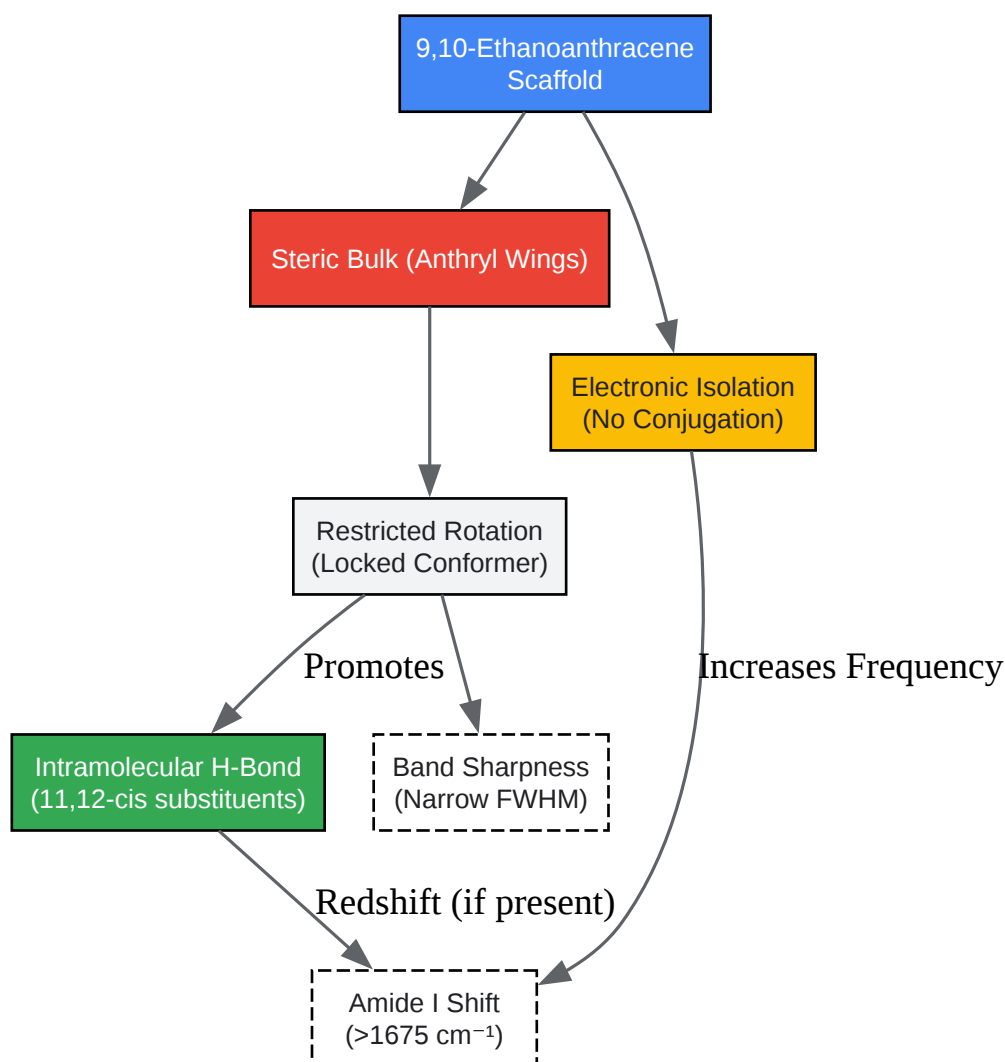 9,10-Ethanoanthracene
Scaffold
Steric Bulk (Anthryl Wings)
Electronic Isolation
(No Conjugation)
Restricted Rotation
(Locked Conformer)
Promotes
Increases Frequency
Intramolecular H-Bond
(11,12-cis substituents)
Band Sharpness
(Narrow FWHM)
Redshift (if present)
Amide I Shift
(>1675 cm⁻¹)